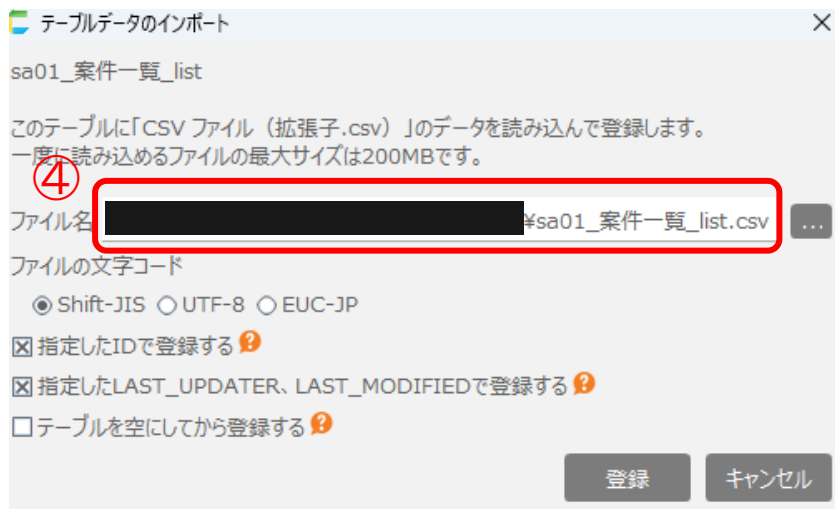 テーブルデータのインポート
sa01_案件一覧_list
このテーブルに「CSV ファイル（拡張子.csv）」のデータを読み込んで登録します。
一度に読み込めるファイルの最大サイズは200MBです。
④
ファイル名 ¥sa01_案件一覧_list.csv ...
ファイルの文字コード
Shift-JIS UTF-8 EUC-JP
指定したIDで登録する ?
指定したLAST_UPDATER、LAST_MODIFIEDで登録する ?
テーブルを空にしてから登録する ?
登録 キャンセル